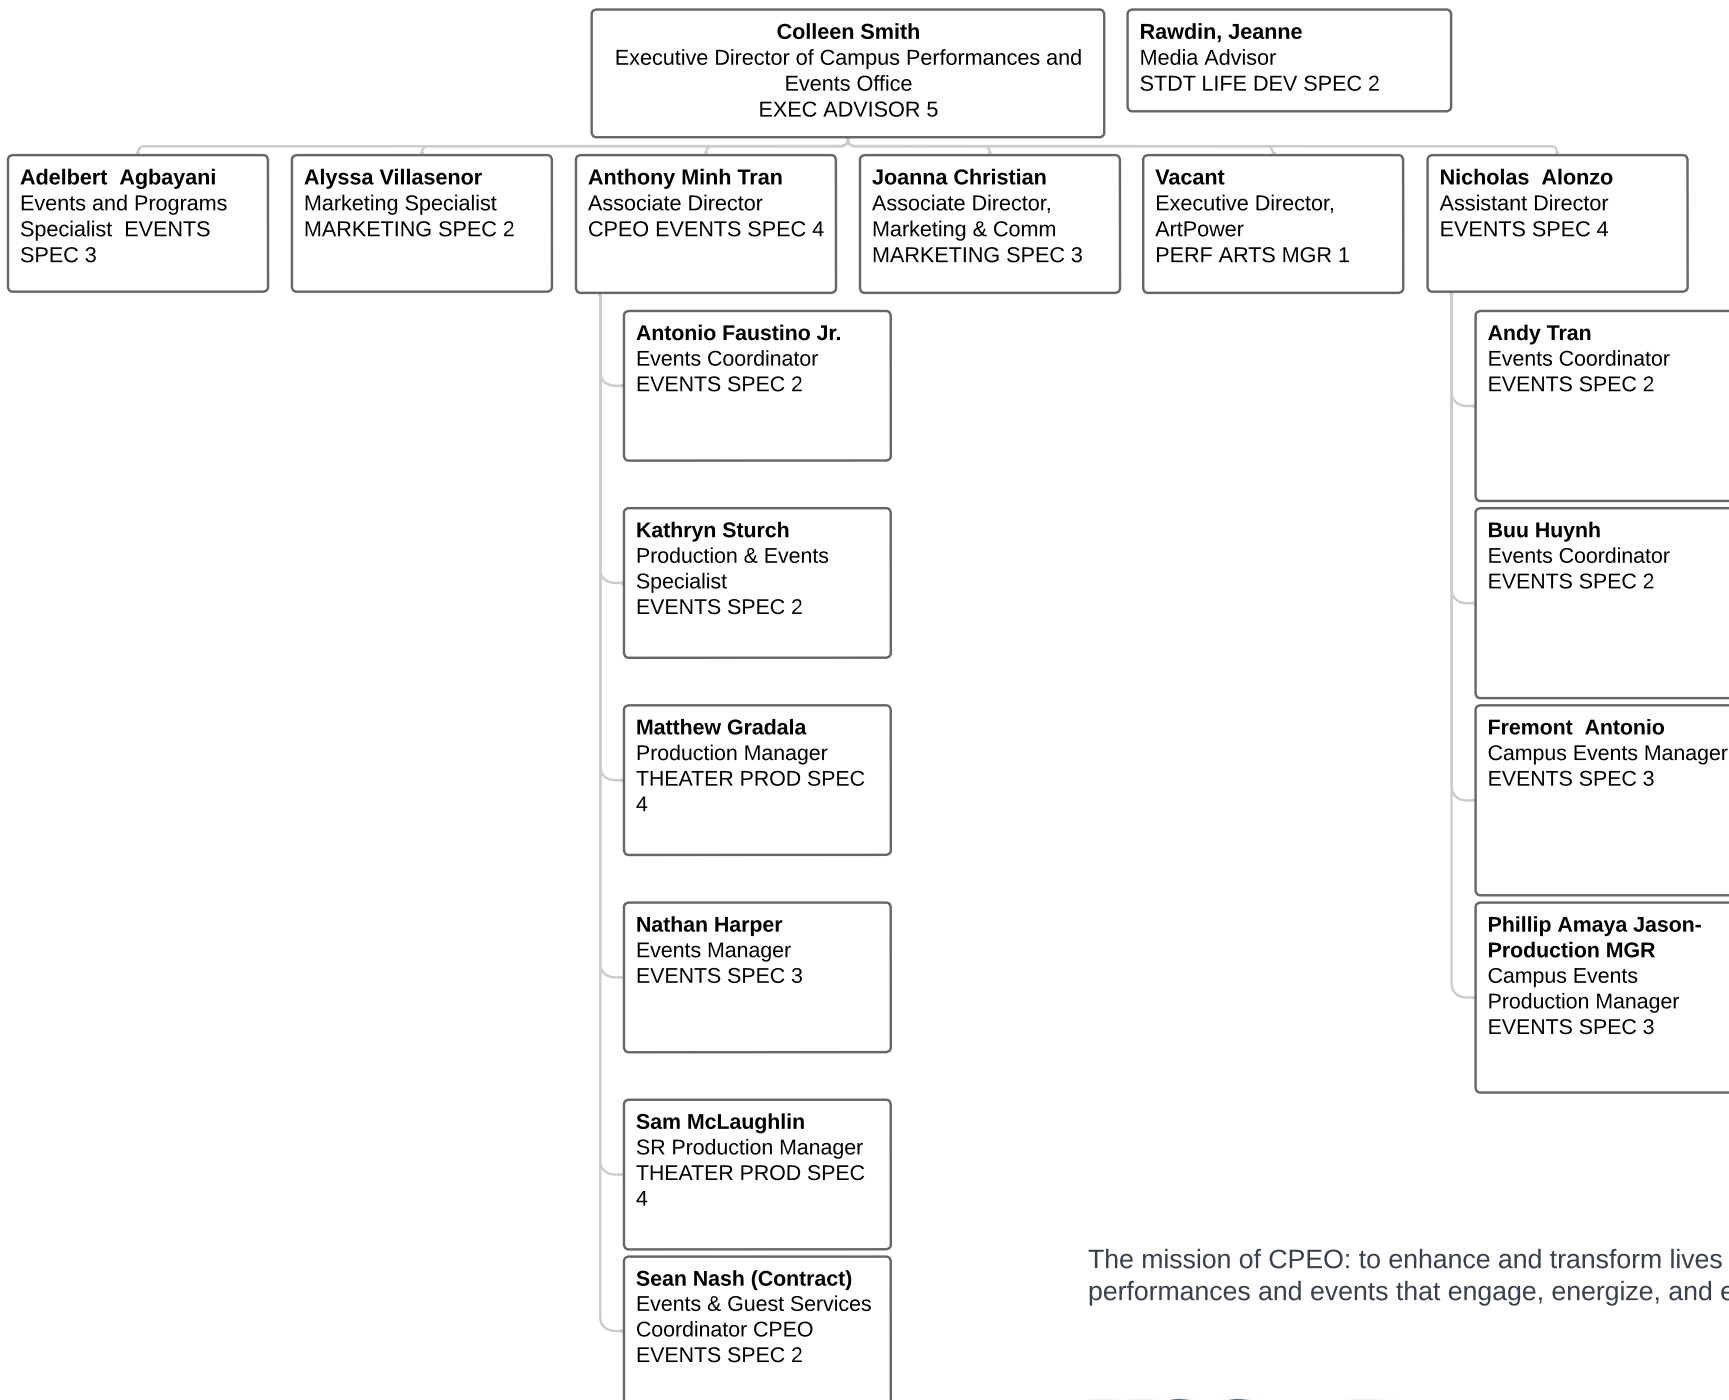 Colleen Smith
Executive Director of Campus Performances and
Events Office
EXEC ADVISOR 5
Rawdin, Jeanne
Media Advisor
STDT LIFE DEV SPEC 2
Adelbert  Agbayani
Events and Programs
Specialist  EVENTS
SPEC 3
Alyssa Villasenor
Marketing Specialist
MARKETING SPEC 2
Anthony Minh Tran
Associate Director
CPEO EVENTS SPEC 4
Joanna Christian
Associate Director,
Marketing & Comm
MARKETING SPEC 3
Vacant
Executive Director,
ArtPower
PERF ARTS MGR 1
Nicholas  Alonzo
Assistant Director
EVENTS SPEC 4
Antonio Faustino Jr.
Events Coordinator
EVENTS SPEC 2
Kathryn Sturch
Production & Events
Specialist
EVENTS SPEC 2
Matthew Gradala
Production Manager
THEATER PROD SPEC
4
Nathan Harper
Events Manager
EVENTS SPEC 3
Sam McLaughlin
SR Production Manager
THEATER PROD SPEC
4
Sean Nash (Contract)
Events & Guest Services
Coordinator CPEO
EVENTS SPEC 2
Andy Tran
Events Coordinator
EVENTS SPEC 2
Buu Huynh
Events Coordinator
EVENTS SPEC 2
Fremont  Antonio
Campus Events Manager
EVENTS SPEC 3
Phillip Amaya Jason-
Production MGR
Campus Events
Production Manager
EVENTS SPEC 3
The mission of CPEO: to enhance and transform lives
performances and events that engage, energize, and